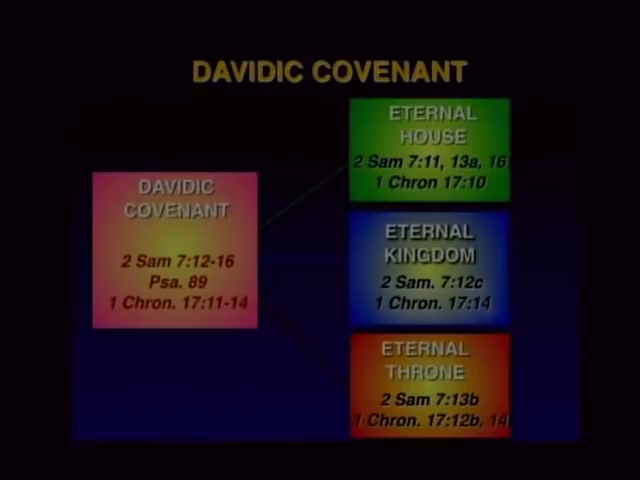 DAVIDIC COVENANT
DAVIDIC
COVENANT
2 Sam 7:12-16
Psa. 89
1 Chron. 17:11-14
ETERNAL
HOUSE
2 Sam 7:11, 13a, 16
1 Chron 17:10
ETERNAL
KINGDOM
2 Sam. 7:12c
1 Chron. 17:14
ETERNAL
THRONE
2 Sam 7:13b
1 Chron. 17:12b, 14